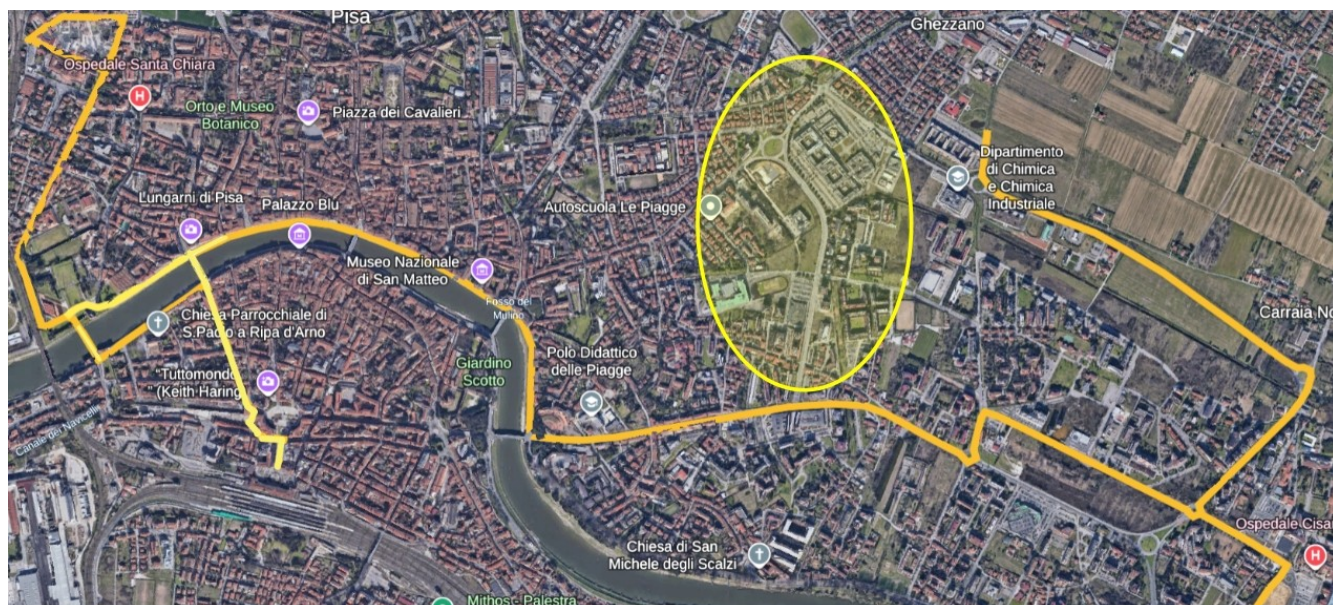 Pisa
Ghezzano
Ospedale Santa Chiara
Orto e Museo
Botanico
Piazza dei Cavalieri
Dipartimento
di Chimica
e Chimica
Industriale
Lungarni di Pisa
Palazzo Blu
Autoscuola Le Piagge
Museo Nazionale
di San Matteo
Fosso del
Mulino
Carraia No
Chiesa Parrocchiale di
S.Paolo a Ripa d'Arno
"Tuttomondo
" (Keith Haring)
Giardino
Scotto
Polo Didattico
delle Piagge
Canale dei Navicelli
Ospedale Cisan
Chiesa di San
Michele degli Scalzi
Mithos - Palestra